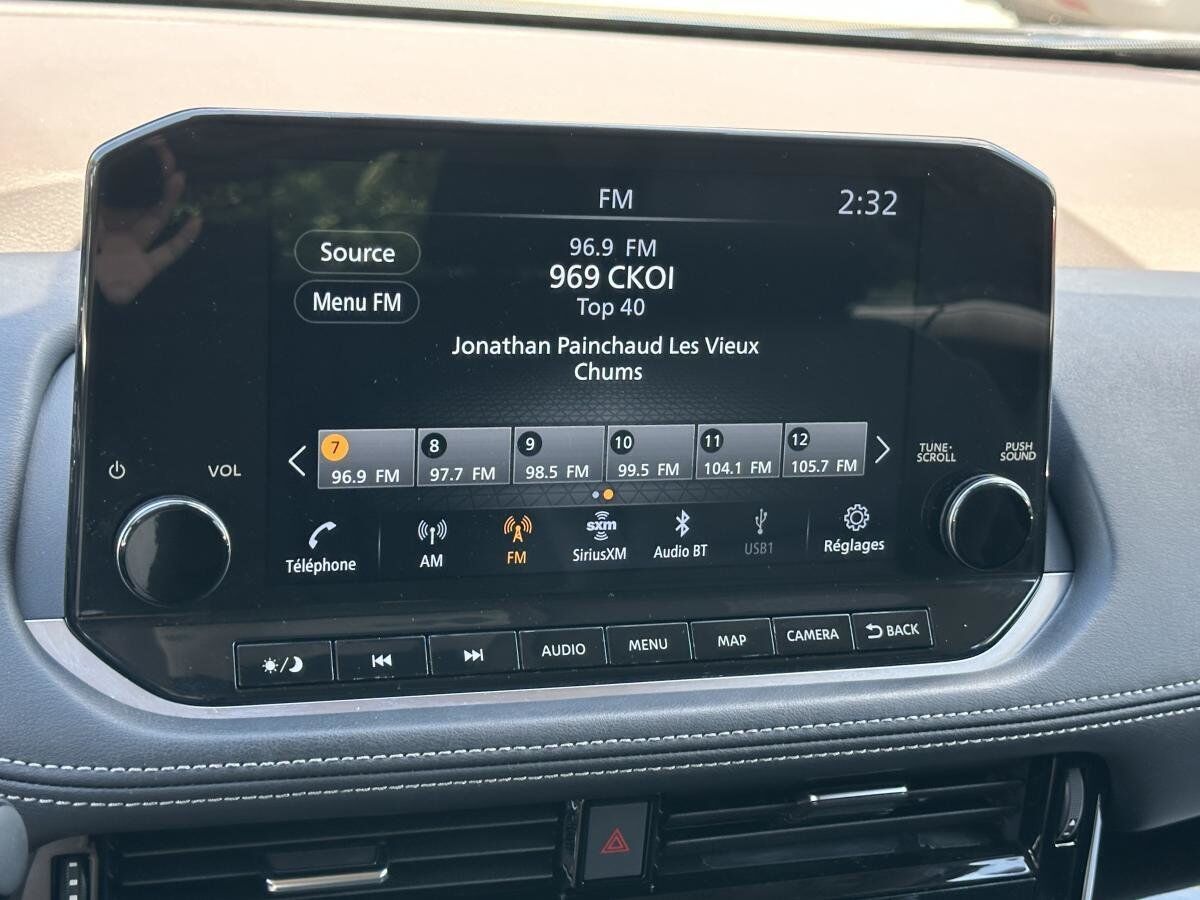 FM
2:32
Source
96.9 FM
969 CKOI
Menu FM
Top 40
Jonathan Painchaud Les Vieux
Chums
7
8
9
10
11
12
96.9 FM
97.7 FM
98.5 FM
99.5 FM
104.1 FM
105.7 FM
VOL
TUNE•
SCROLL
PUSH
SOUND
Téléphone
AM
FM
sxm
SiriusXM
Audio BT
USB1
Réglages
AUDIO
MENU
MAP
CAMERA
BACK